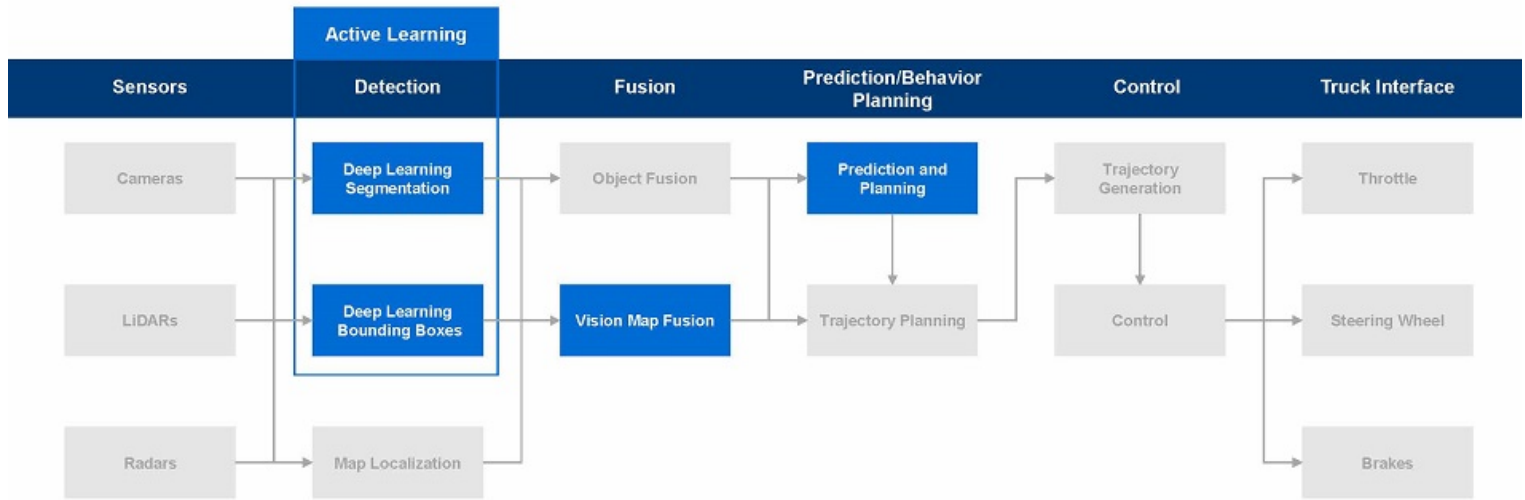 Active Learning
Sensors
Detection
Fusion
Prediction/Behavior
Planning
Control
Truck Interface
Cameras
Deep Learning
Segmentation
Object Fusion
Prediction and
Planning
Trajectory
Generation
Throttle
LiDARs
Deep Learning
Bounding Boxes
Vision Map Fusion
Trajectory Planning
Control
Steering Wheel
Radars
Map Localization
Brakes